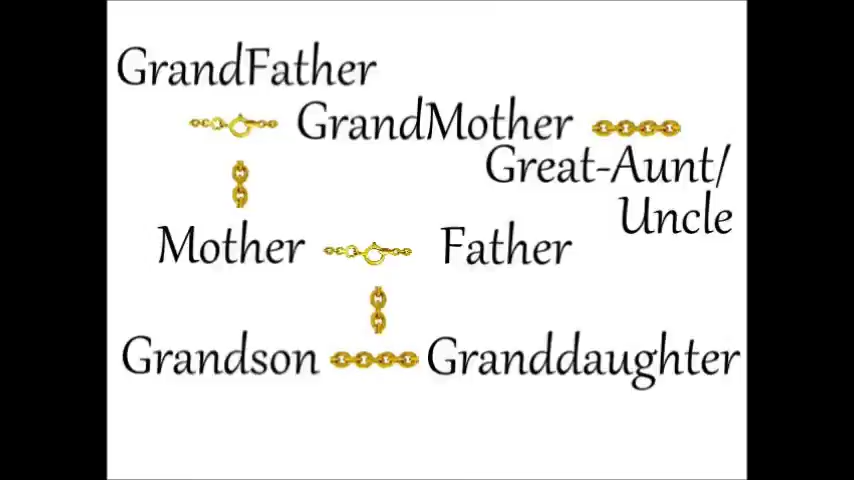 GrandFather
GrandMother
Great-Aunt/
Uncle
Mother Father
Grandson Granddaughter